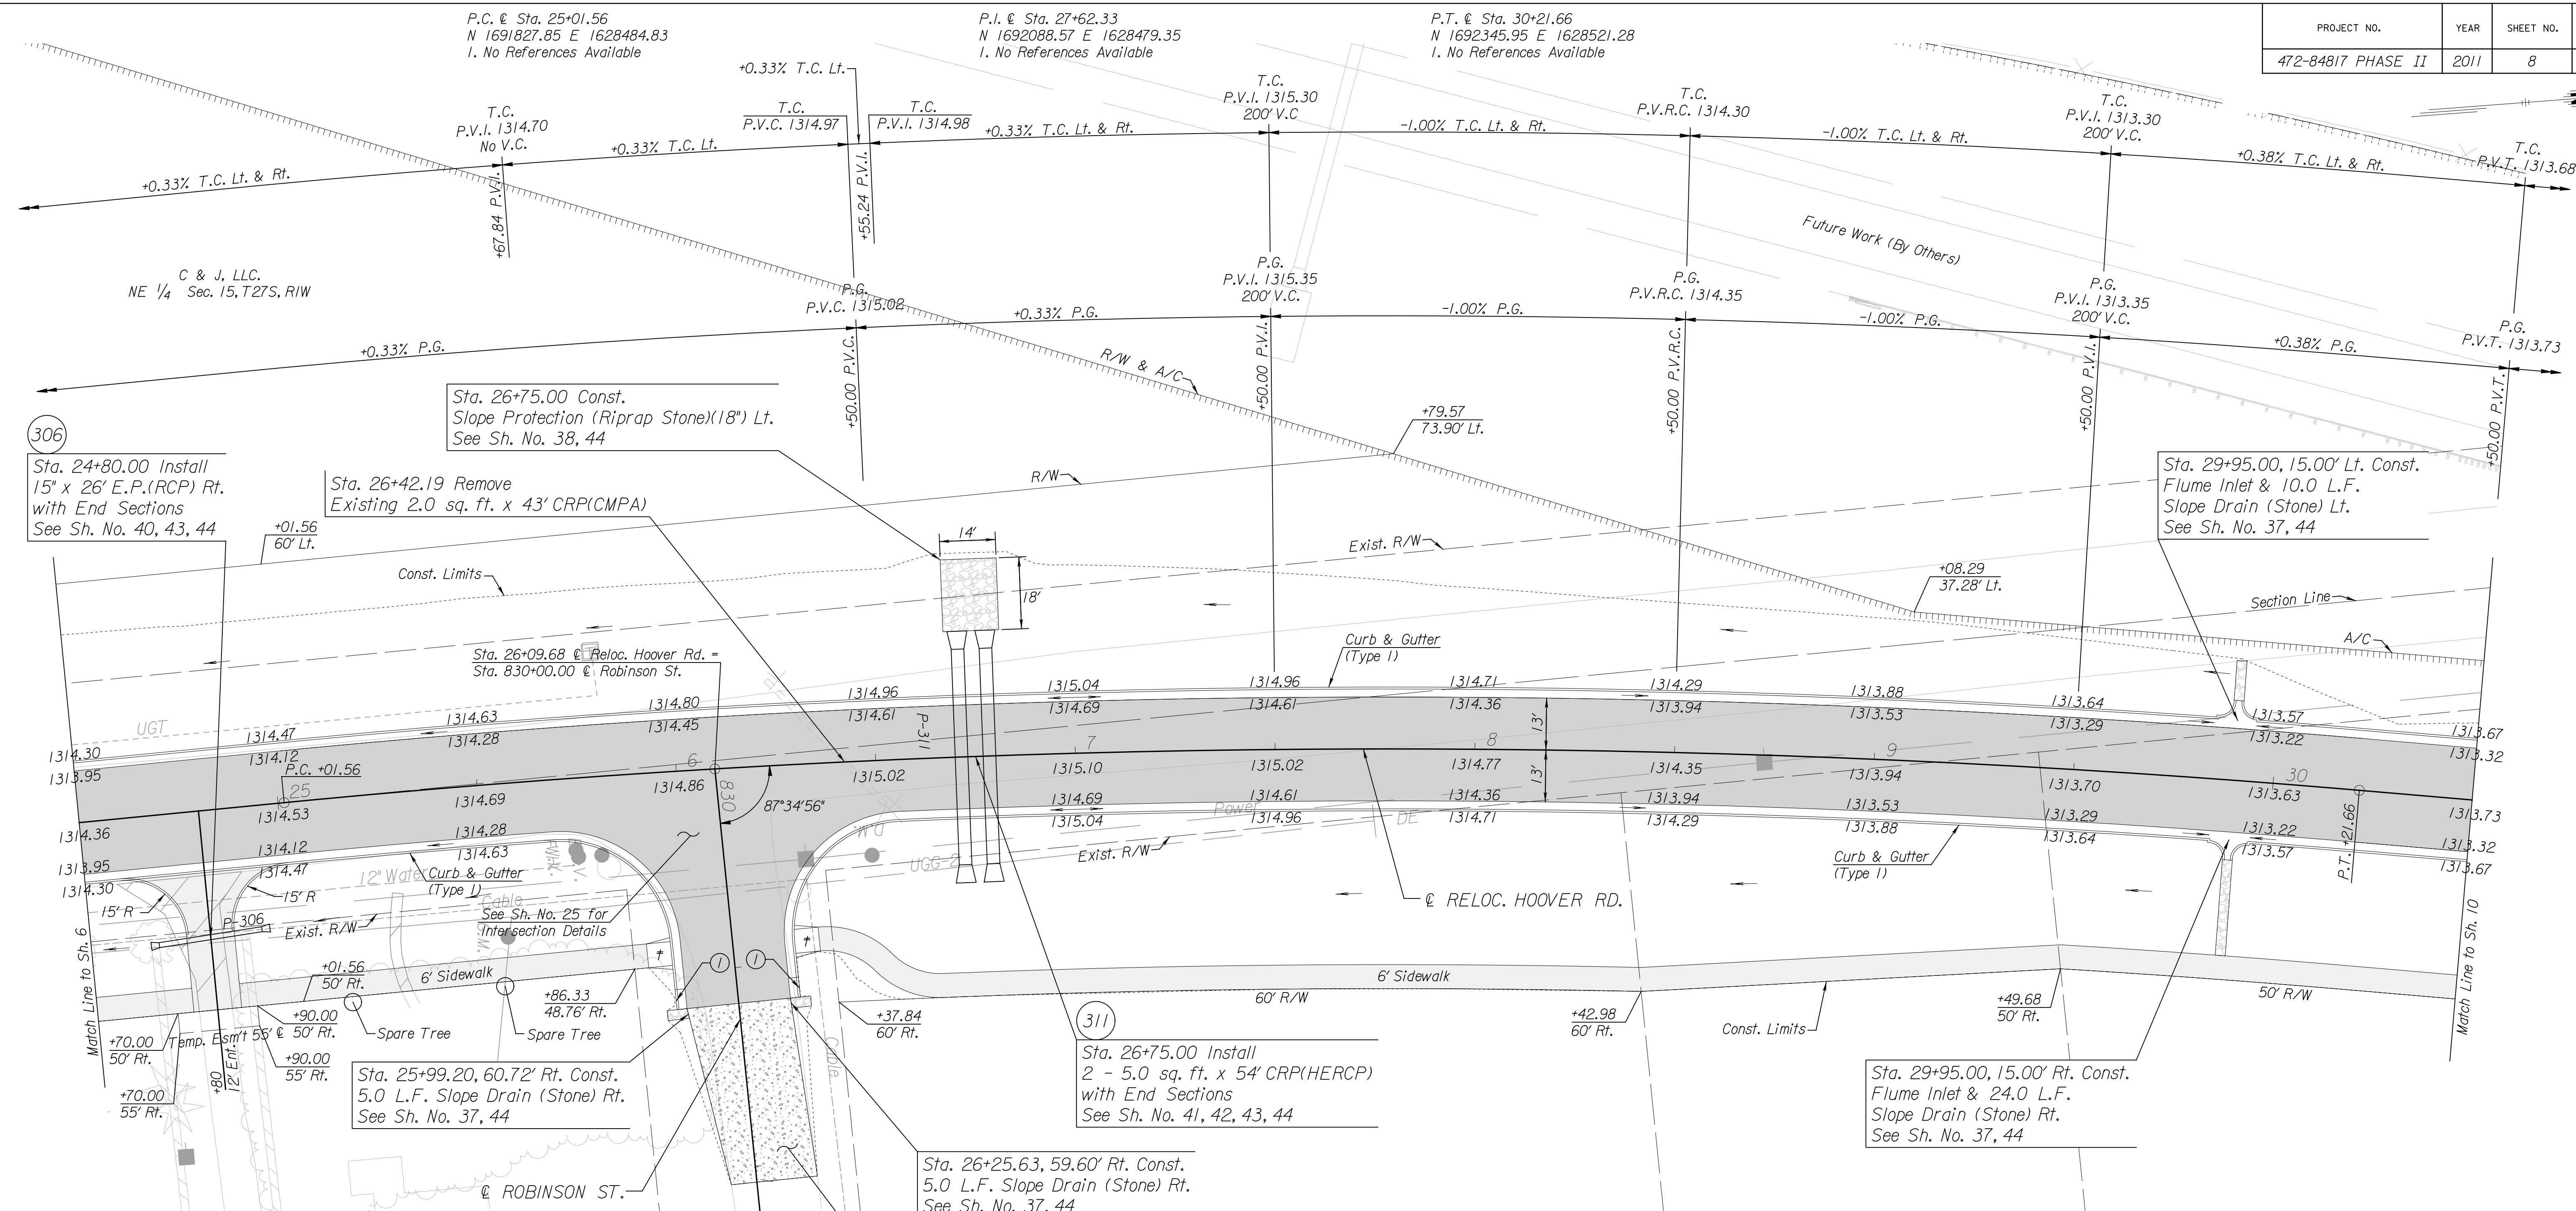 P.C. ℄ Sta. 25+01.56
N 1691827.85 E 1628484.83
1. No References Available
P.I. ℄ Sta. 27+62.33
N 1692088.57 E 1628479.35
1. No References Available
P.T. ℄ Sta. 30+21.66
N 1692345.95 E 1628521.28
1. No References Available
PROJECT NO. YEAR SHEET NO.
472-84817 PHASE II 2011 8
+0.33% T.C. Lt.
T.C.
P.V.I. 1314.70
No V.C.
T.C.
P.V.C. 1314.97
T.C.
P.V.I. 1314.98
T.C.
P.V.I. 1315.30
200' V.C
T.C.
P.V.R.C. 1314.30
T.C.
P.V.I. 1313.30
200' V.C.
T.C.
P.V.T. 1313.68
+0.33% T.C. Lt. & Rt.
+0.33% T.C. Lt.
+0.33% T.C. Lt. & Rt.
-1.00% T.C. Lt. & Rt.
-1.00% T.C. Lt. & Rt.
+0.38% T.C. Lt. & Rt.
+67.84 P.V.I.
+55.24 P.V.I.
C & J, LLC.
NE 1/4 Sec. 15, T27S, R1W
Future Work (By Others)
P.G.
P.V.C. 1315.02
P.G.
P.V.I. 1315.35
200' V.C.
P.G.
P.V.R.C. 1314.35
P.G.
P.V.I. 1313.35
200' V.C.
P.G.
P.V.T. 1313.73
+0.33% P.G.
+0.33% P.G.
-1.00% P.G.
-1.00% P.G.
+0.38% P.G.
+50.00 P.V.C.
+50.00 P.V.I.
+50.00 P.V.R.C.
+50.00 P.V.I.
+50.00 P.V.T.
R/W & A/C
306
Sta. 24+80.00 Install
15" x 26' E.P.(RCP) Rt.
with End Sections
See Sh. No. 40, 43, 44
Sta. 26+75.00 Const.
Slope Protection (Riprap Stone)(18") Lt.
See Sh. No. 38, 44
Sta. 26+42.19 Remove
Existing 2.0 sq. ft. x 43' CRP(CMPA)
+79.57
73.90' Lt.
R/W
Sta. 29+95.00, 15.00' Lt. Const.
Flume Inlet & 10.0 L.F.
Slope Drain (Stone) Lt.
See Sh. No. 37, 44
+01.56
60' Lt.
Const. Limits
14'
18'
Exist. R/W
+08.29
37.28' Lt.
Section Line
A/C
Sta. 26+09.68 ℄ Reloc. Hoover Rd. =
Sta. 830+00.00 ℄ Robinson St.
Curb & Gutter
(Type I)
UGT
1314.30 1314.47 1314.63 1314.80 1314.96 1315.04 1314.96 1314.71 1314.29 1313.88 1313.64 1313.57 1313.67
1313.95 1314.12 1314.28 1314.45 1314.61 1314.69 1314.61 1314.36 1313.94 1313.53 1313.29 1313.22 1313.32
P-311
13'
13'
P.C. +01.56
25 6 7 8 9 30
830
87°34'56"
1314.36 1314.53 1314.69 1314.86 1315.02 1315.10 1315.02 1314.77 1314.35 1313.94 1313.70 1313.63 1313.73
1313.95 1314.12 1314.28 1314.69 1314.61 1314.36 1313.94 1313.53 1313.29 1313.22 1313.32
1314.30 1314.47 1314.63 1315.04 1314.96 1314.71 1314.29 1313.88 1313.64 1313.57 1313.67
P.T. +21.66
Power
DE
UGG-2
Exist. R/W
12" Water
Cable
Curb & Gutter
(Type I)
15' R
15' R
P-306
Exist. R/W
See Sh. No. 25 for
Intersection Details
Curb & Gutter
(Type I)
℄ RELOC. HOOVER RD.
Match Line to Sh. 6
Match Line to Sh. 10
+01.56
50' Rt.
6' Sidewalk
1
1
6' Sidewalk
60' R/W
50' R/W
+70.00
50' Rt.
Temp. Esm't 55' ℄
+90.00
50' Rt.
+90.00
55' Rt.
+70.00
55' Rt.
+80
12' Ent.
Spare Tree
Spare Tree
+86.33
48.76' Rt.
+37.84
60' Rt.
Cable
+42.98
60' Rt.
Const. Limits
+49.68
50' Rt.
311
Sta. 26+75.00 Install
2 - 5.0 sq. ft. x 54' CRP(HERCP)
with End Sections
See Sh. No. 41, 42, 43, 44
Sta. 25+99.20, 60.72' Rt. Const.
5.0 L.F. Slope Drain (Stone) Rt.
See Sh. No. 37, 44
Sta. 29+95.00, 15.00' Rt. Const.
Flume Inlet & 24.0 L.F.
Slope Drain (Stone) Rt.
See Sh. No. 37, 44
℄ ROBINSON ST.
Sta. 26+25.63, 59.60' Rt. Const.
5.0 L.F. Slope Drain (Stone) Rt.
See Sh. No. 37, 44